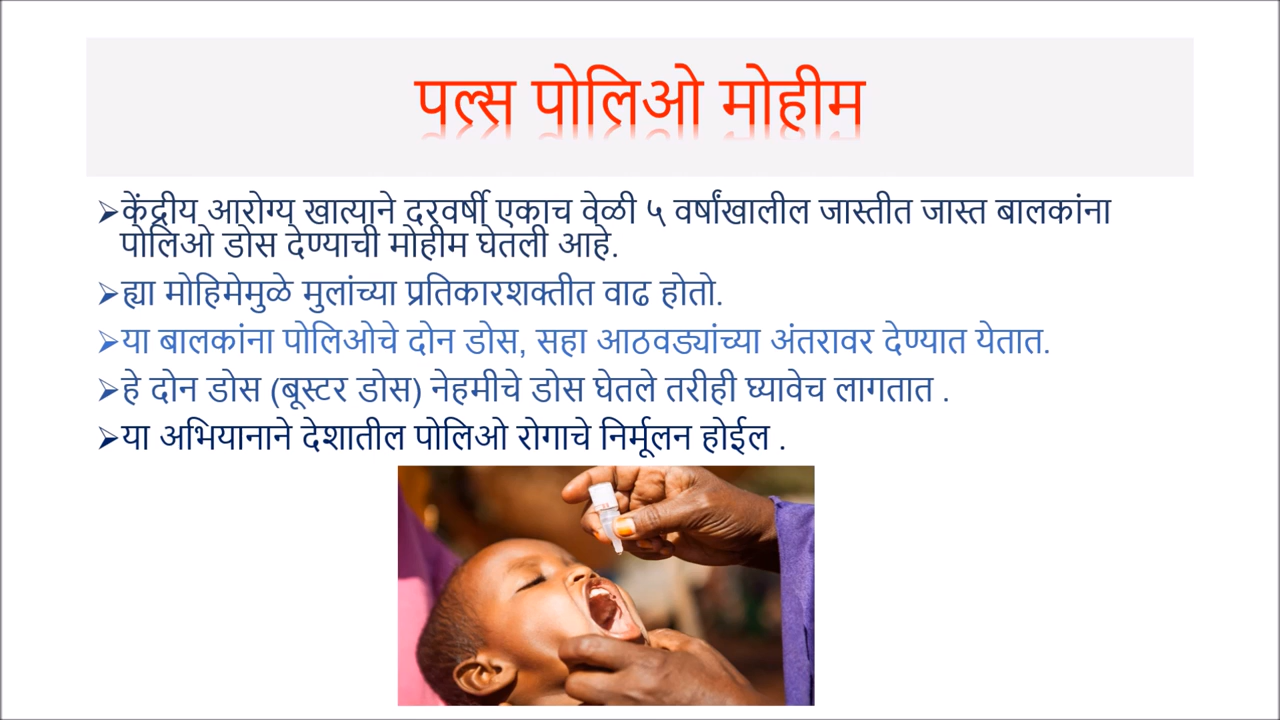 पल्स पोलिओ मोहीम
➢केंद्रीय आरोग्य खात्याने दरवर्षी एकाच वेळी ५ वर्षांखालील जास्तीत जास्त बालकांना
पोलिओ डोस देण्याची मोहीम घेतली आहे.
➢ह्या मोहिमेमुळे मुलांच्या प्रतिकारशक्तीत वाढ होतो.
➢या बालकांना पोलिओचे दोन डोस, सहा आठवड्यांच्या अंतरावर देण्यात येतात.
➢हे दोन डोस (बूस्टर डोस) नेहमीचे डोस घेतले तरीही घ्यावेच लागतात .
➢या अभियानाने देशातील पोलिओ रोगाचे निर्मूलन होईल .